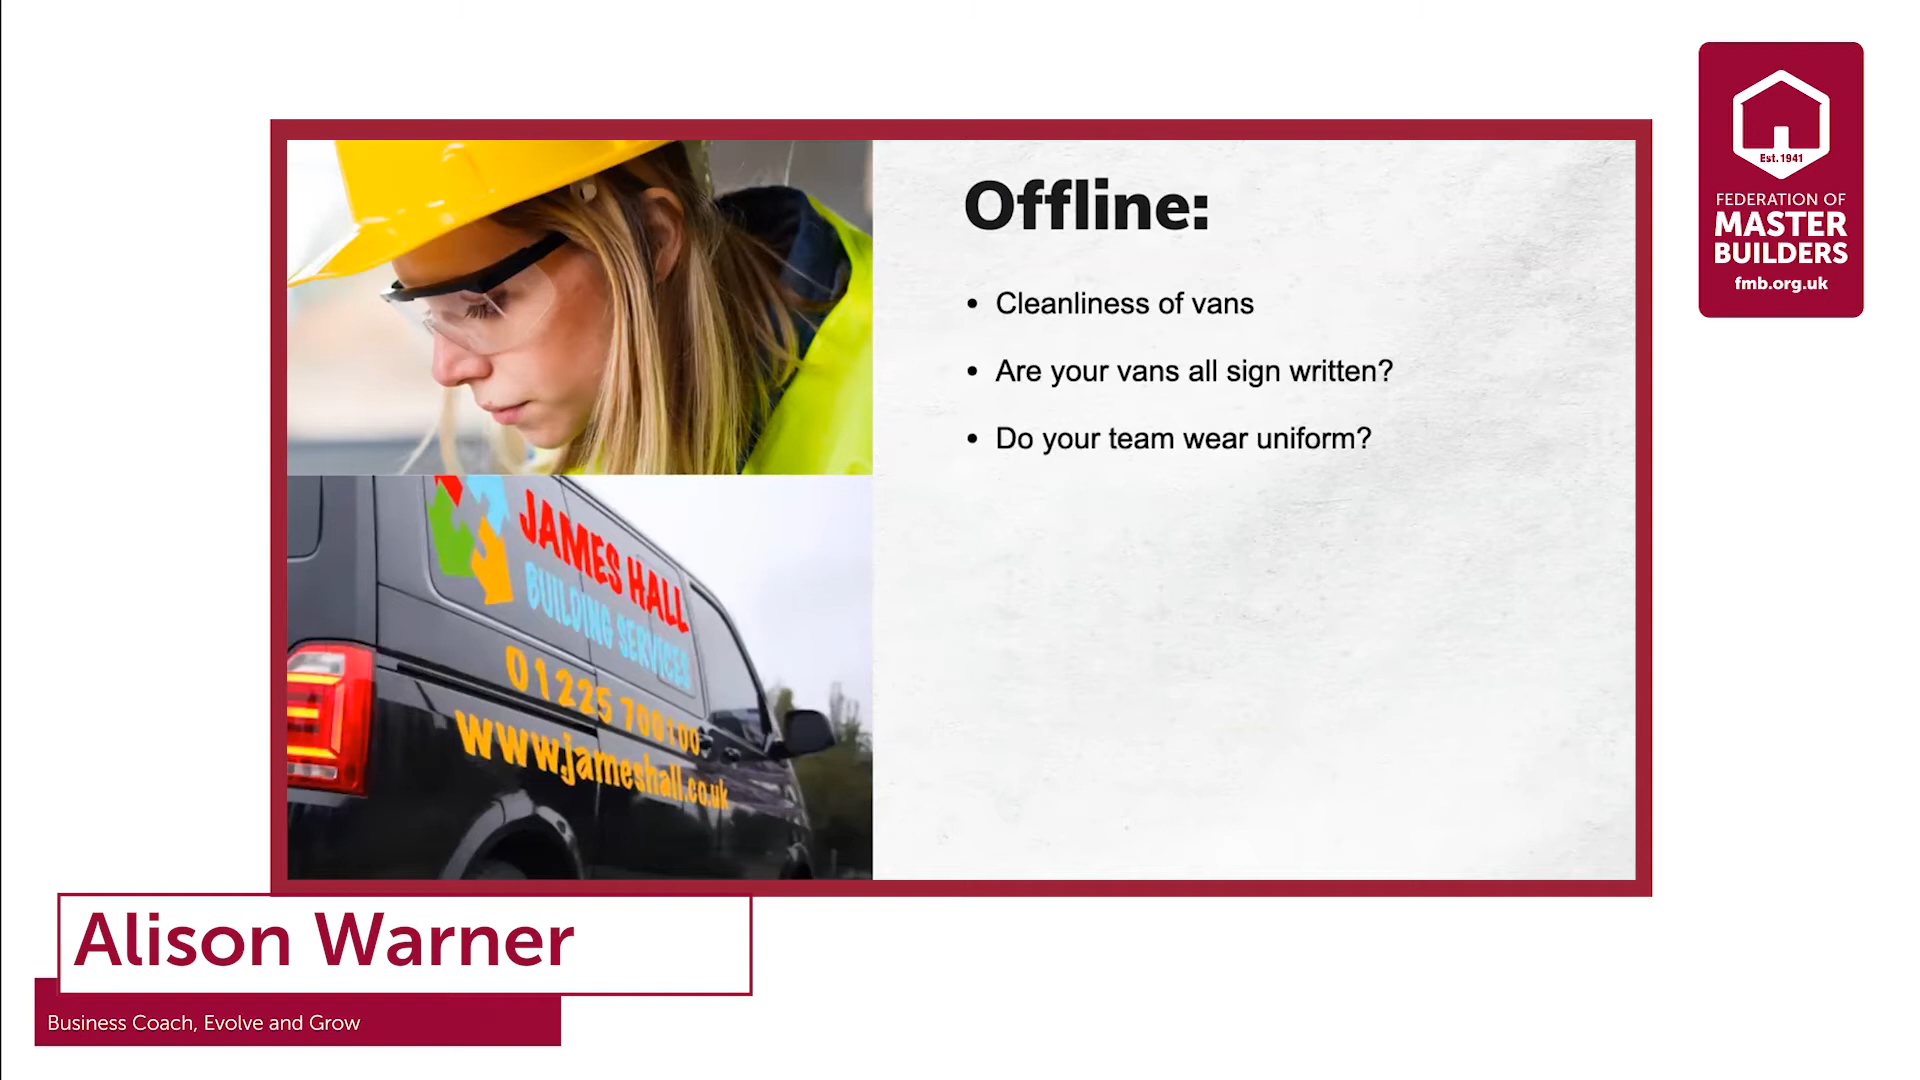 Est. 1941
FEDERATION OF
MASTER
BUILDERS
fmb.org.uk
Offline:
• Cleanliness of vans
• Are your vans all sign written?
• Do your team wear uniform?
JAMES HALL
BUILDING SERVICES
01225 700100
www.jameshall.co.uk
Alison Warner
Business Coach, Evolve and Grow